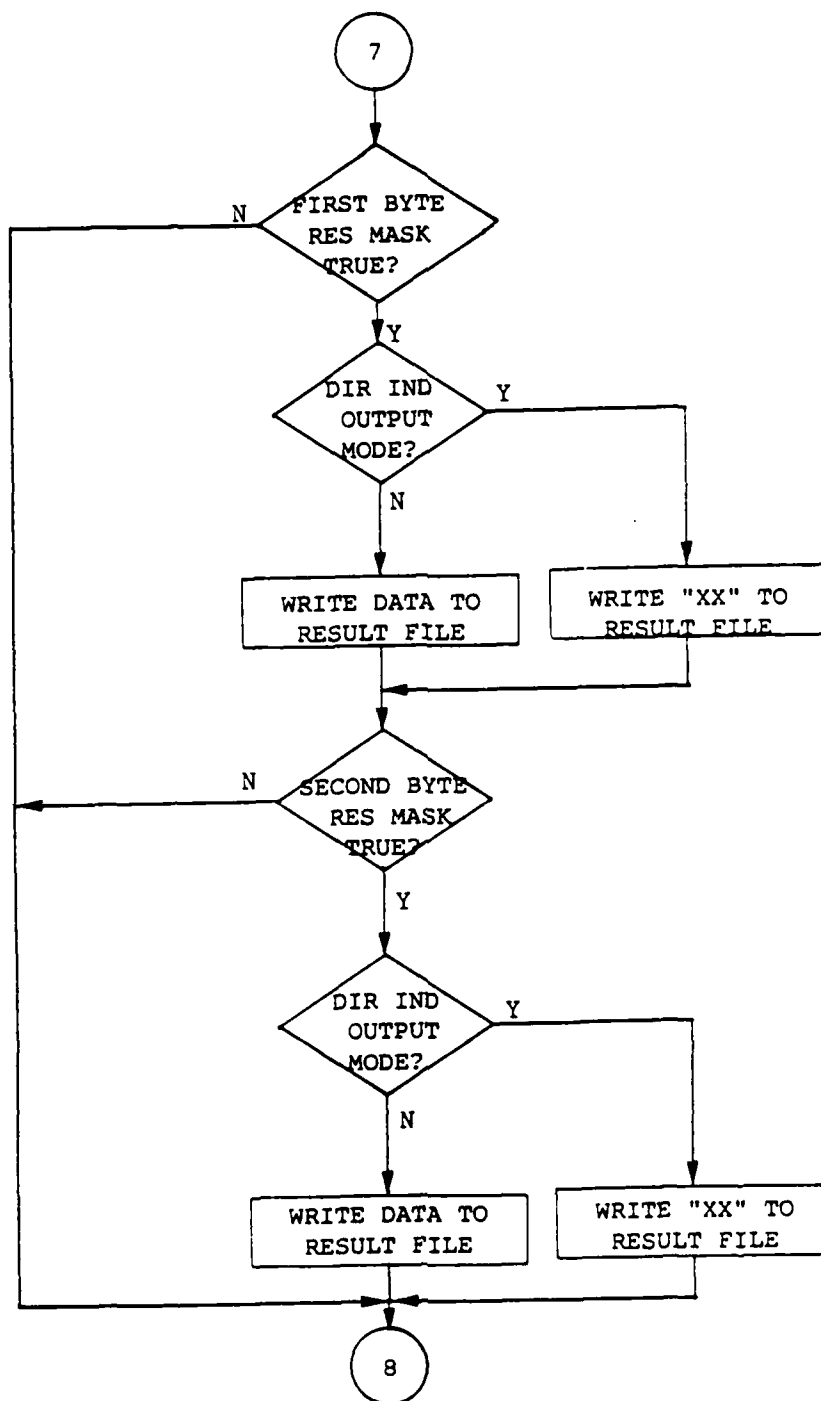 7
FIRST BYTE
RES MASK
TRUE?
N
Y
DIR IND
OUTPUT
MODE?
Y
N
WRITE DATA TO
RESULT FILE
WRITE "XX" TO
RESULT FILE
SECOND BYTE
RES MASK
TRUE?
N
Y
DIR IND
OUTPUT
MODE?
Y
N
WRITE DATA TO
RESULT FILE
WRITE "XX" TO
RESULT FILE
8